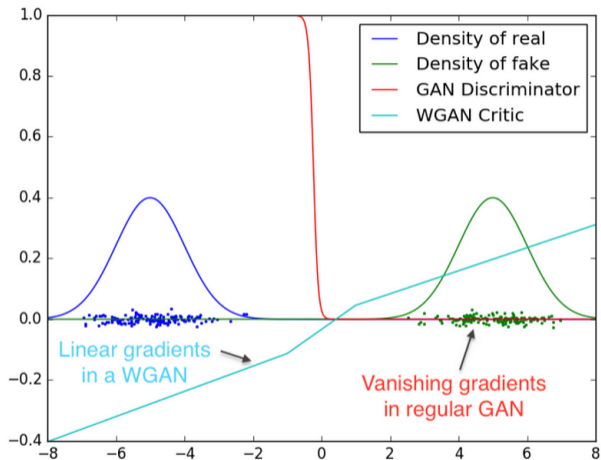 1.0
0.8
0.6
0.4
0.2
0.0
−0.2
−0.4
Density of real
Density of fake
GAN Discriminator
WGAN Critic
Linear gradients
in a WGAN
Vanishing gradients
in regular GAN
−8 −6 −4 −2 0 2 4 6 8